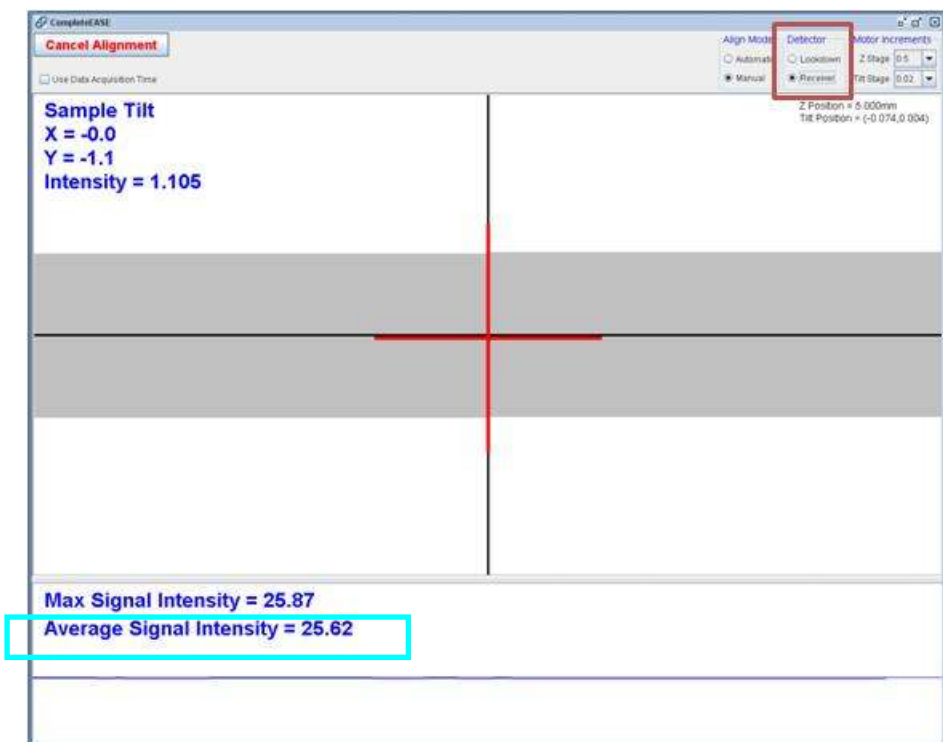 CompleteEASE
Cancel Alignment
Use Data Acquisition Time
Align Mode
Automati
Manual
Detector
Lookdown
Receiver
Motor Increments
Z Stage 0.5
Tilt Stage 0.02
Sample Tilt
X = -0.0
Y = -1.1
Intensity = 1.105
Z Position = 5.000mm
Tilt Position = (-0.074,0.004)
Max Signal Intensity = 25.87
Average Signal Intensity = 25.62